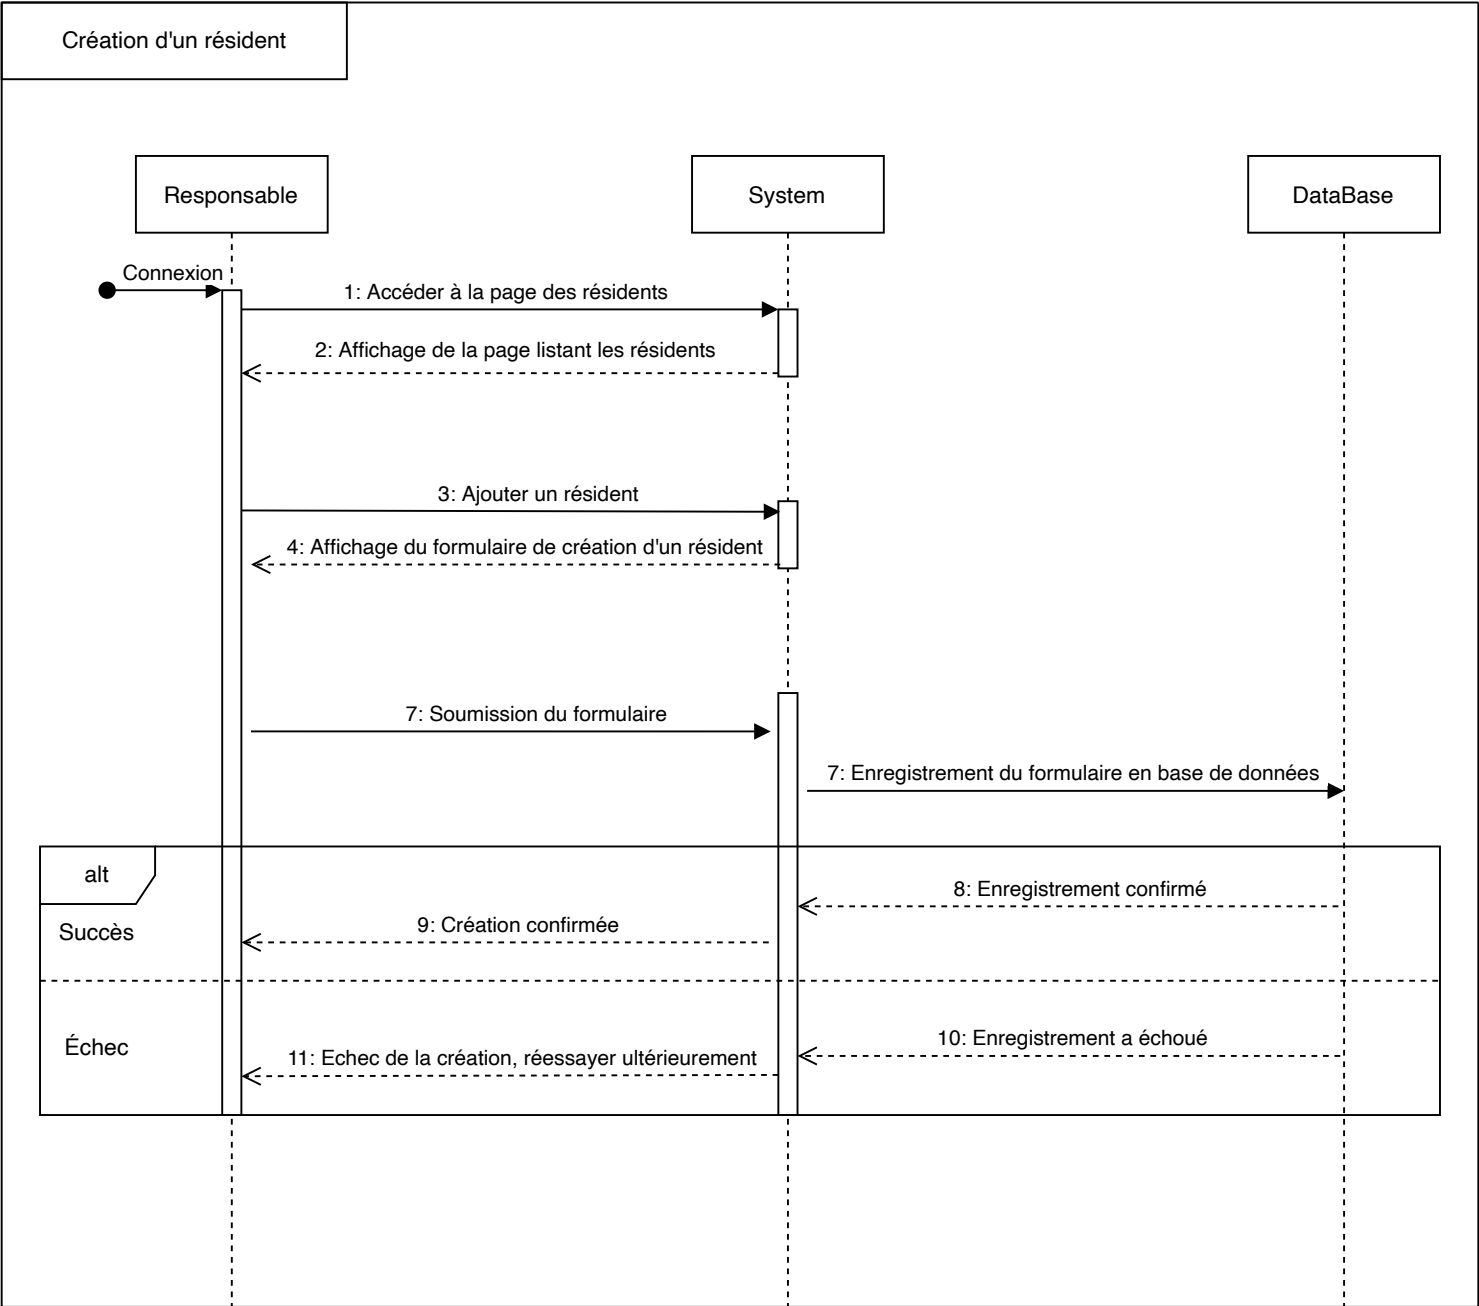 Création d'un résident
Responsable
System
DataBase
Connexion
1: Accéder à la page des résidents
2: Affichage de la page listant les résidents
3: Ajouter un résident
4: Affichage du formulaire de création d'un résident
7: Soumission du formulaire
7: Enregistrement du formulaire en base de données
alt
8: Enregistrement confirmé
9: Création confirmée
Succès
10: Enregistrement a échoué
Échec
11: Echec de la création, réessayer ultérieurement